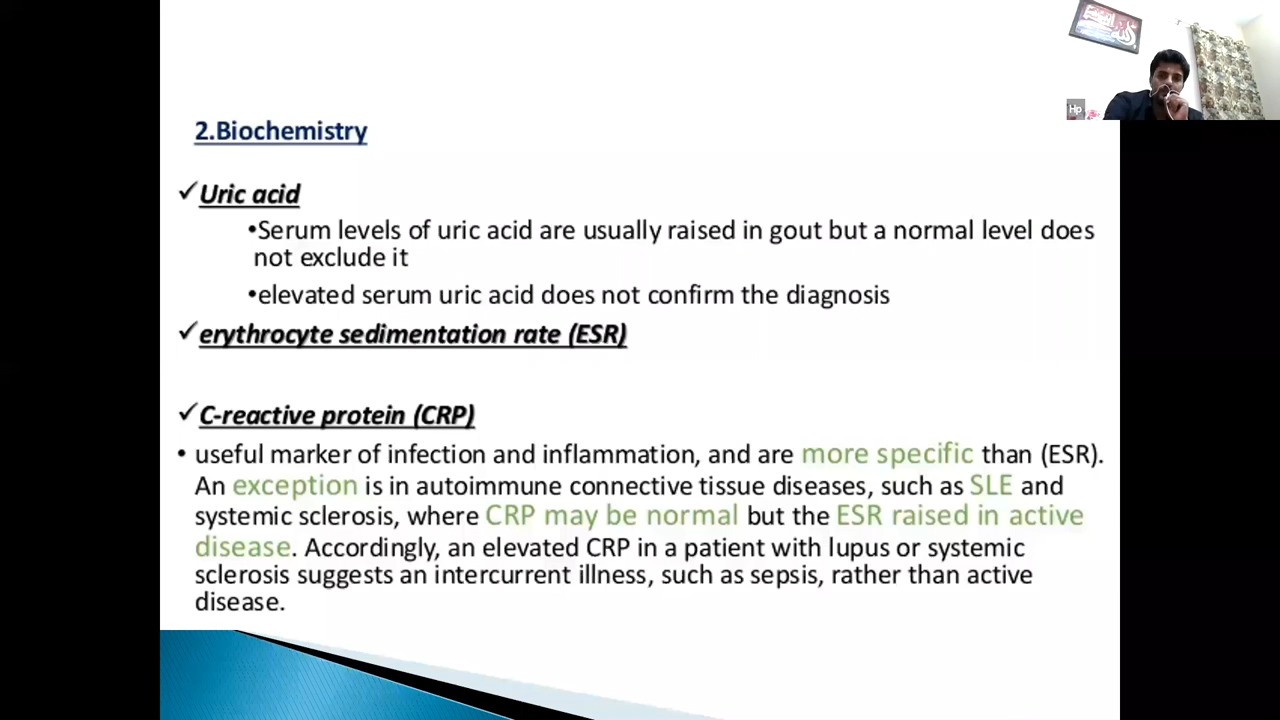 Hp
2.Biochemistry
✓Uric acid
•Serum levels of uric acid are usually raised in gout but a normal level does
not exclude it
•elevated serum uric acid does not confirm the diagnosis
✓erythrocyte sedimentation rate (ESR)
✓C-reactive protein (CRP)
• useful marker of infection and inflammation, and are more specific than (ESR).
An exception is in autoimmune connective tissue diseases, such as SLE and
systemic sclerosis, where CRP may be normal but the ESR raised in active
disease. Accordingly, an elevated CRP in a patient with lupus or systemic
sclerosis suggests an intercurrent illness, such as sepsis, rather than active
disease.